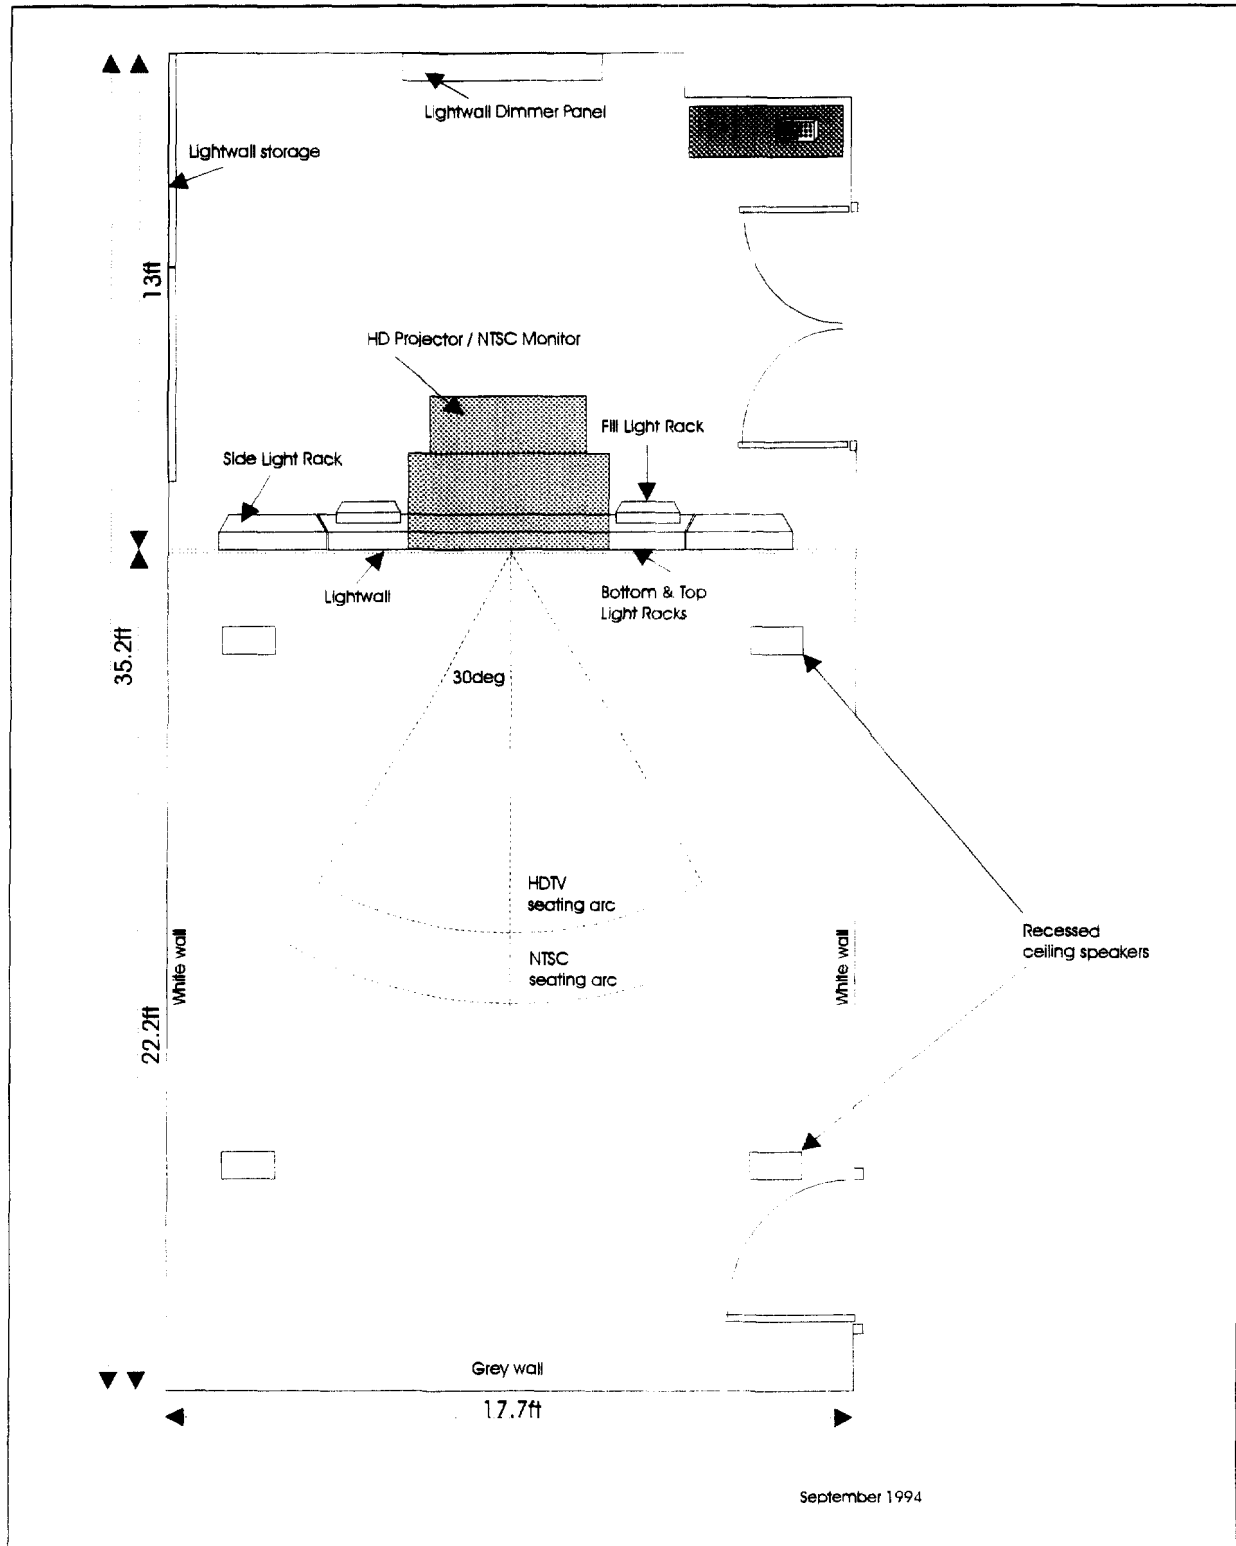 Lightwall Dimmer Panel
Lightwall storage
13ft
HD Projector / NTSC Monitor
Fill Light Rack
Side Light Rack
Lightwall
Bottom & Top
Light Racks
35.2ft
30deg
HDTV
seating arc
NTSC
seating arc
White wall
White wall
Recessed
ceiling speakers
22.2ft
Grey wall
17.7ft
September 1994